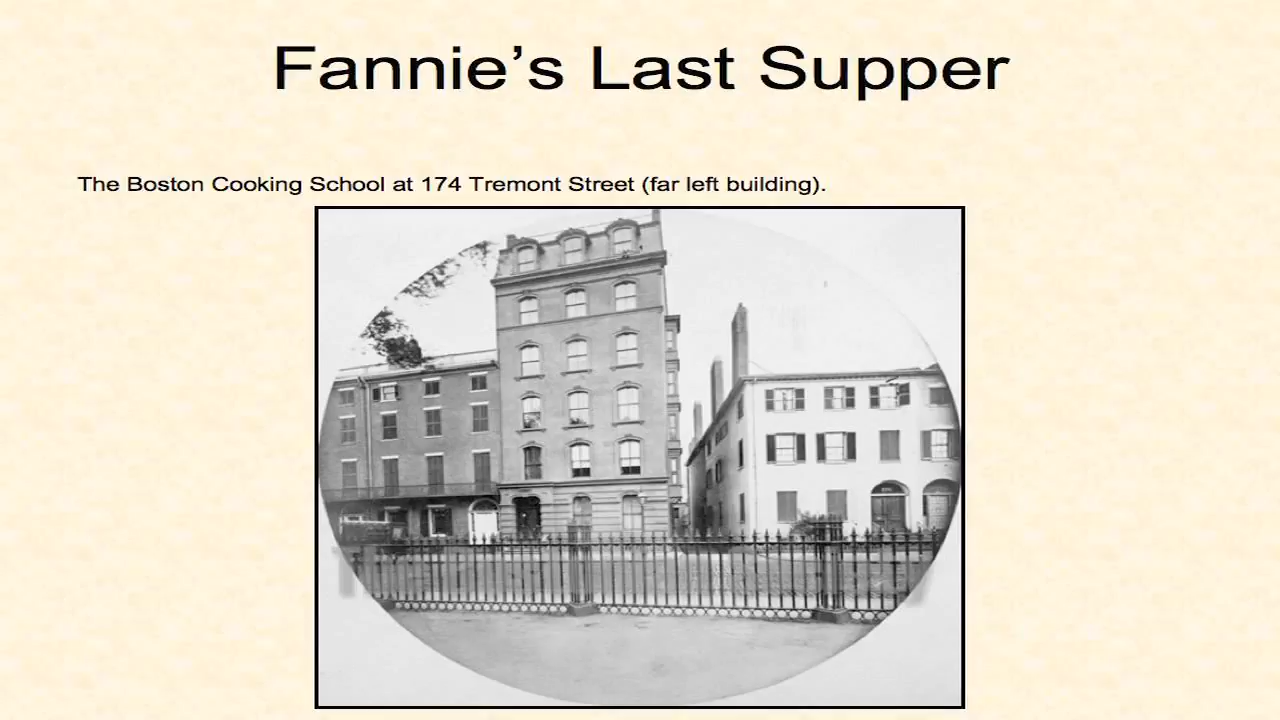 Fannie’s Last Supper
The Boston Cooking School at 174 Tremont Street (far left building).